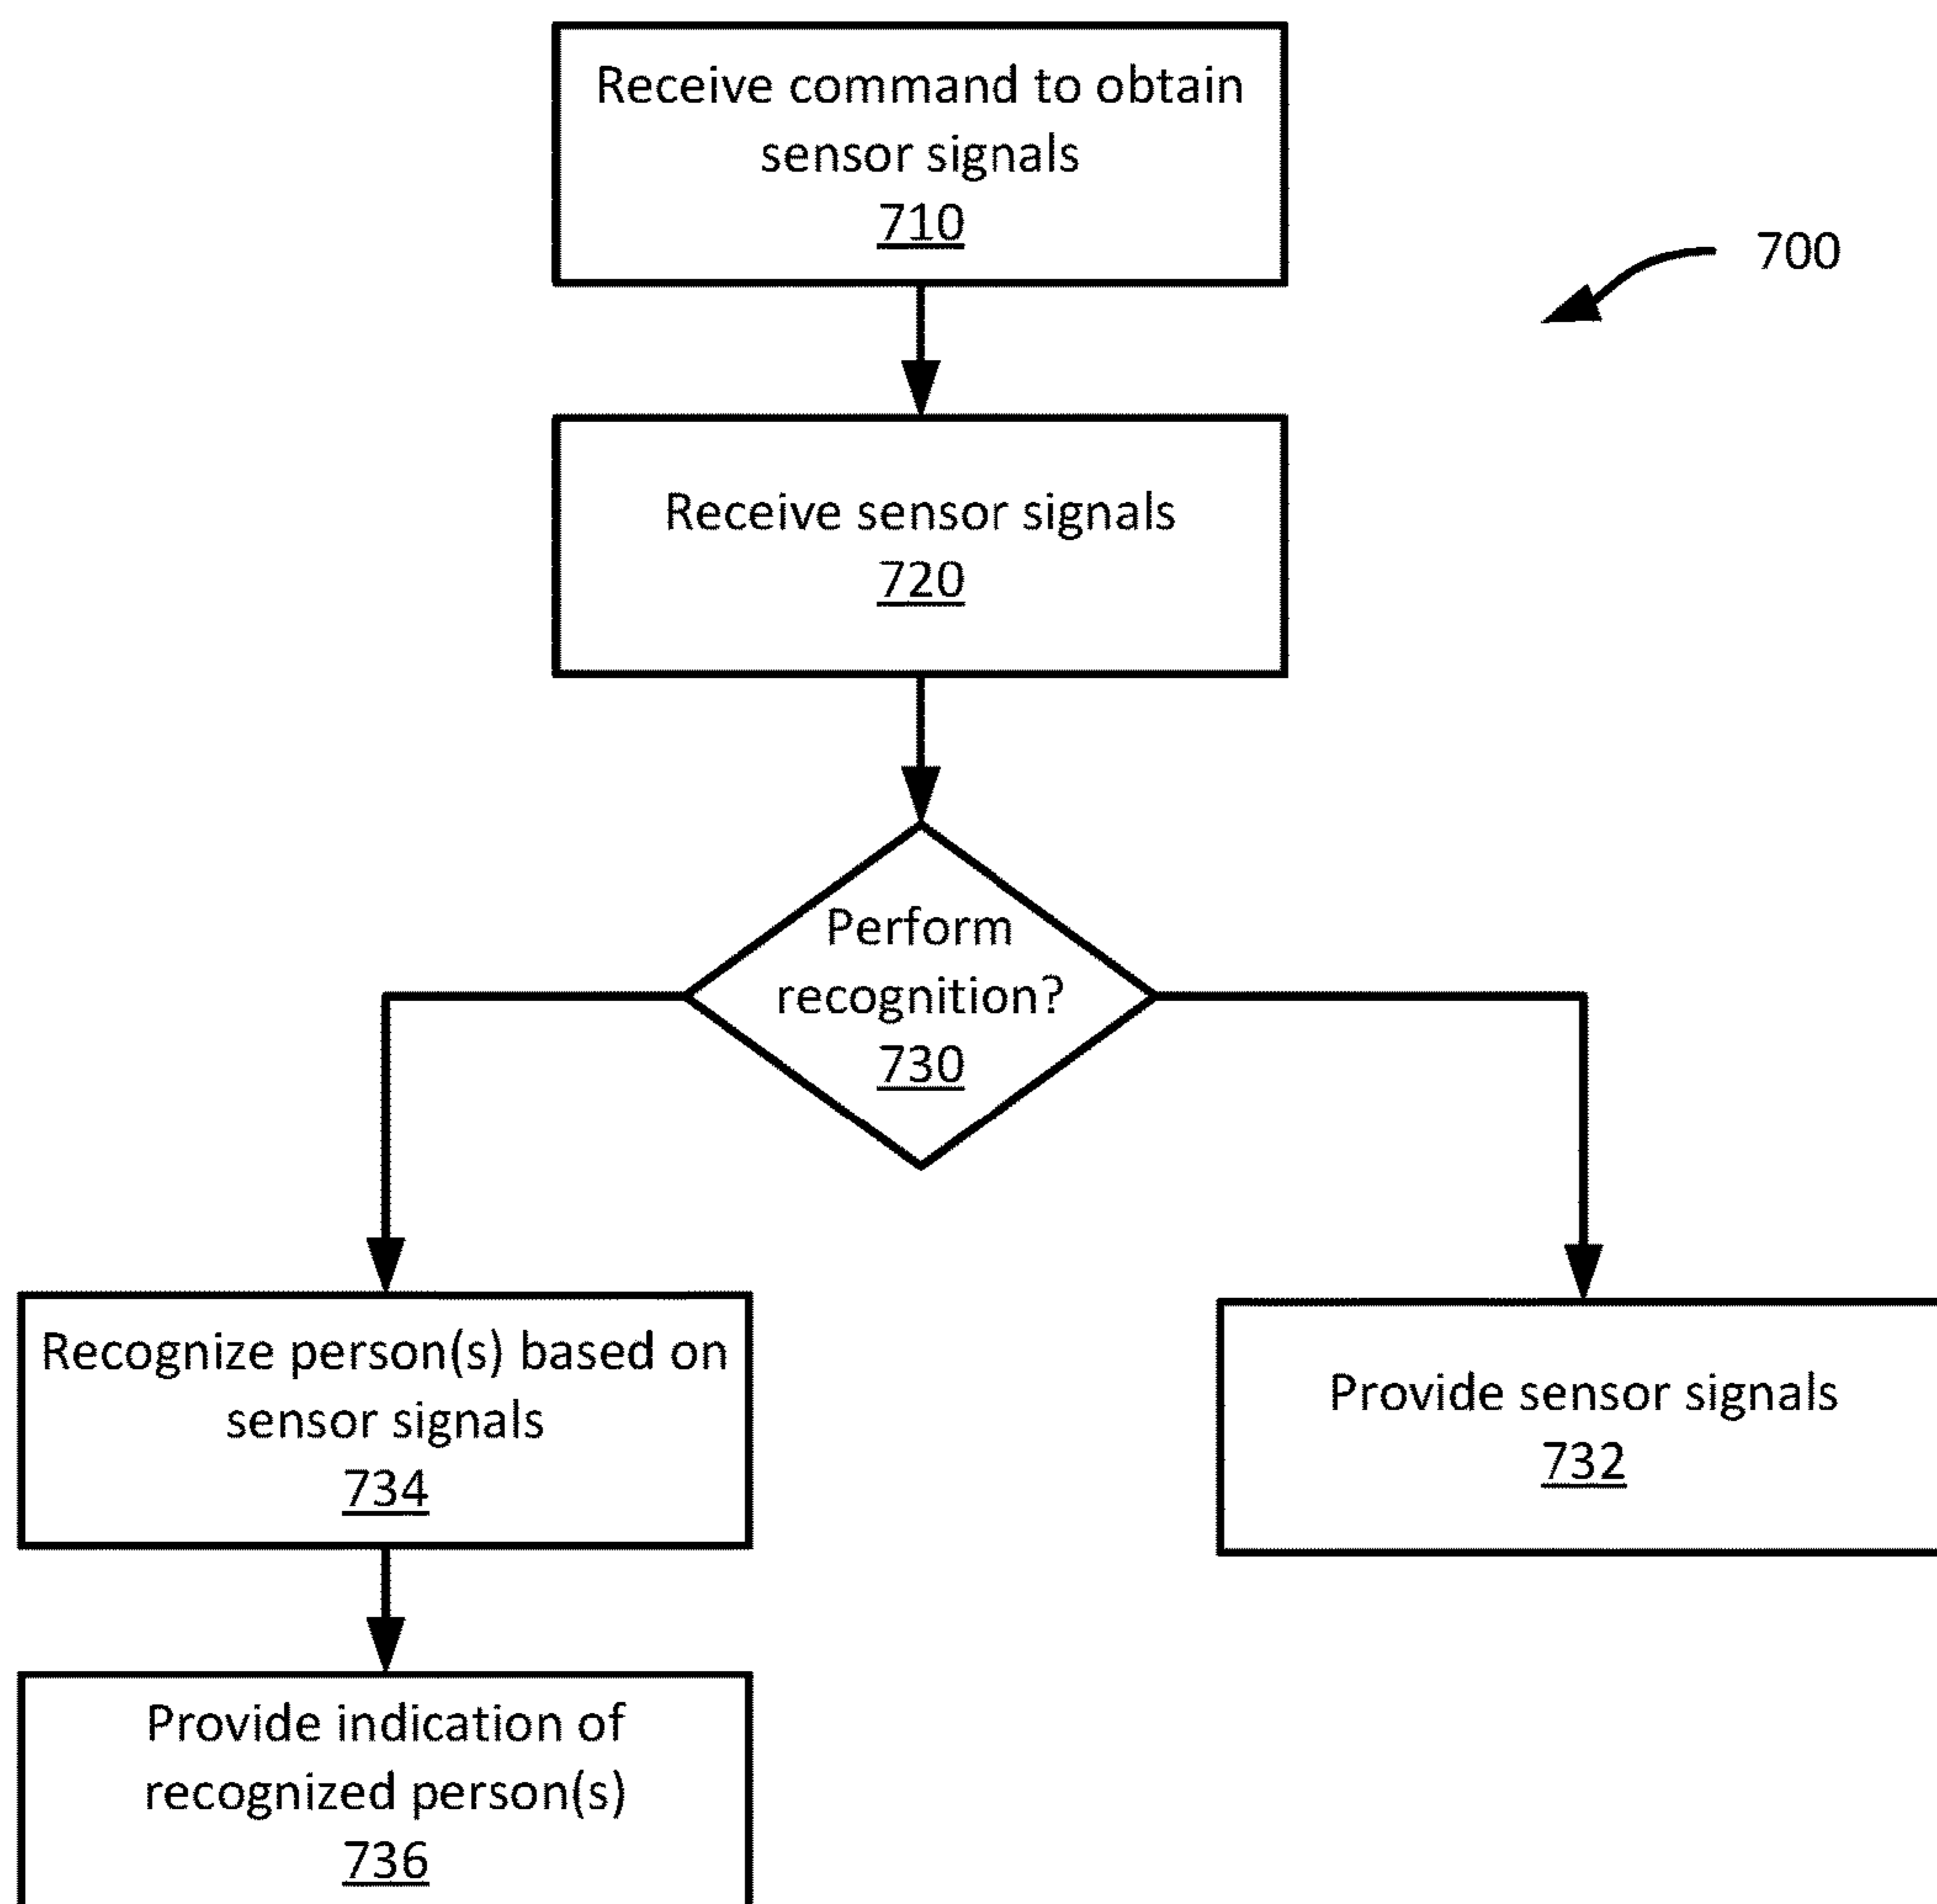 Receive command to obtain
sensor signals
710
700
Receive sensor signals
720
Perform
recognition?
730
Recognize person(s) based on
sensor signals
734
Provide sensor signals
732
Provide indication of
recognized person(s)
736